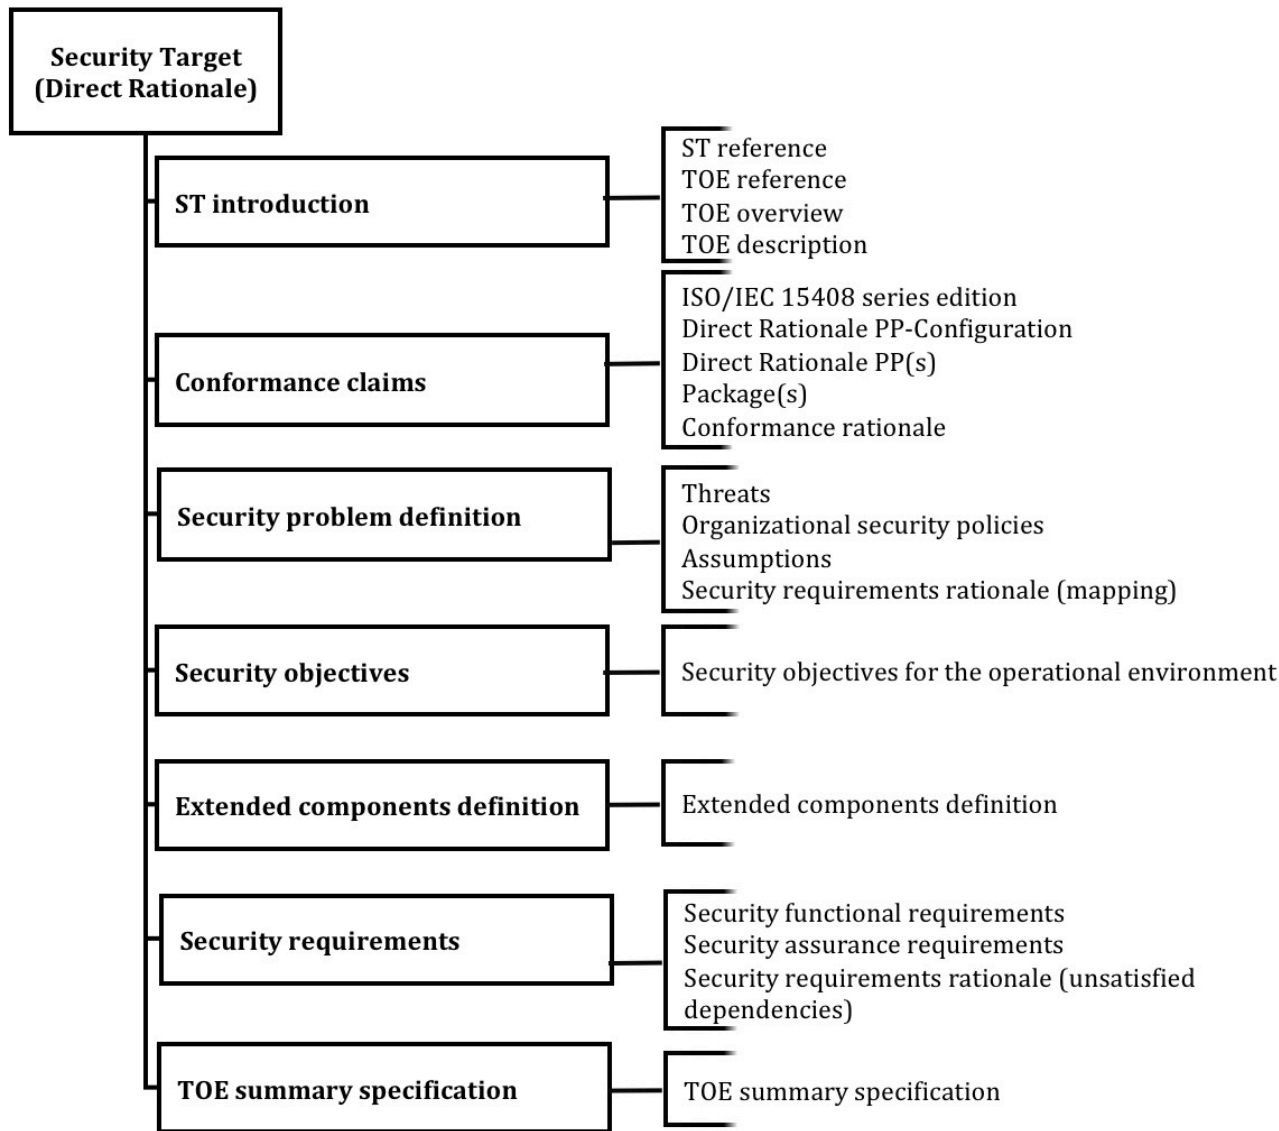 Security Target
(Direct Rationale)
ST introduction
ST reference
TOE reference
TOE overview
TOE description
Conformance claims
ISO/IEC 15408 series edition
Direct Rationale PP-Configuration
Direct Rationale PP(s)
Package(s)
Conformance rationale
Security problem definition
Threats
Organizational security policies
Assumptions
Security requirements rationale (mapping)
Security objectives
Security objectives for the operational environment
Extended components definition
Extended components definition
Security requirements
Security functional requirements
Security assurance requirements
Security requirements rationale (unsatisfied
dependencies)
TOE summary specification
TOE summary specification